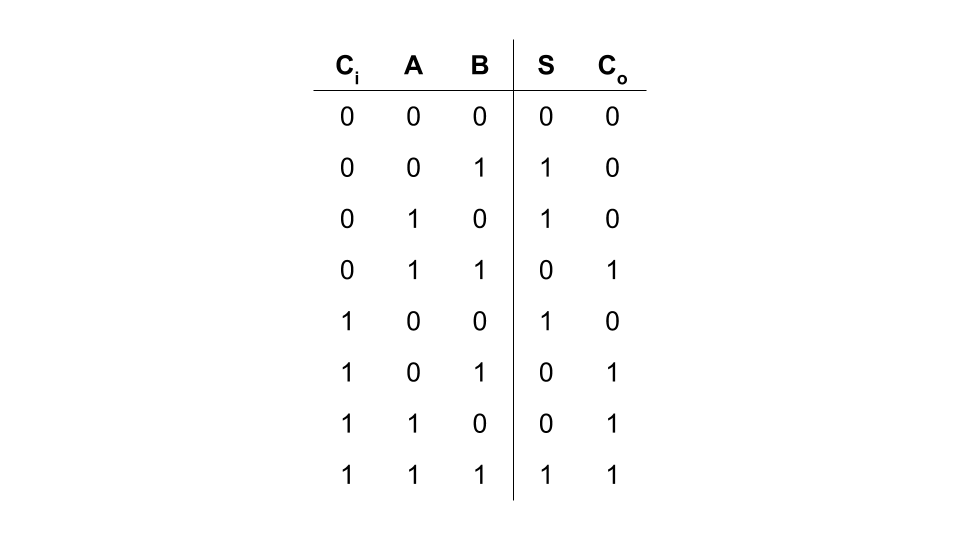 Ci A B S Co
0 0 0 0 0
0 0 1 1 0
0 1 0 1 0
0 1 1 0 1
1 0 0 1 0
1 0 1 0 1
1 1 0 0 1
1 1 1 1 1